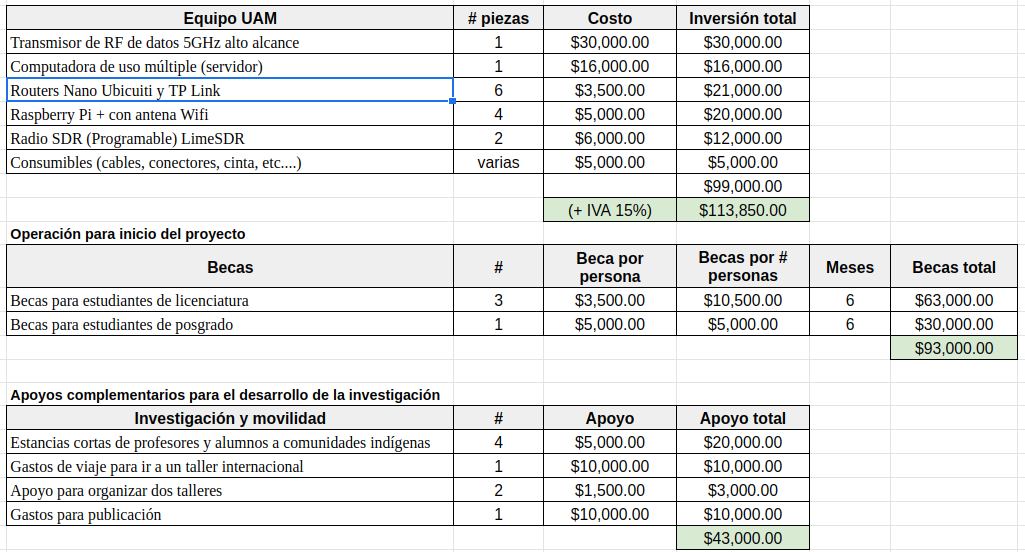 Equipo UAM # piezas Costo Inversión total
Transmisor de RF de datos 5GHz alto alcance 1 $30,000.00 $30,000.00
Computadora de uso múltiple (servidor) 1 $16,000.00 $16,000.00
Routers Nano Ubicuiti y TP Link 6 $3,500.00 $21,000.00
Raspberry Pi + con antena Wifi 4 $5,000.00 $20,000.00
Radio SDR (Programable) LimeSDR 2 $6,000.00 $12,000.00
Consumibles (cables, conectores, cinta, etc....) varias $5,000.00 $5,000.00
$99,000.00
(+ IVA 15%) $113,850.00
Operación para inicio del proyecto
Becas # Beca por persona Becas por # personas Meses Becas total
Becas para estudiantes de licenciatura 3 $3,500.00 $10,500.00 6 $63,000.00
Becas para estudiantes de posgrado 1 $5,000.00 $5,000.00 6 $30,000.00
$93,000.00
Apoyos complementarios para el desarrollo de la investigación
Investigación y movilidad # Apoyo Apoyo total
Estancias cortas de profesores y alumnos a comunidades indígenas 4 $5,000.00 $20,000.00
Gastos de viaje para ir a un taller internacional 1 $10,000.00 $10,000.00
Apoyo para organizar dos talleres 2 $1,500.00 $3,000.00
Gastos para publicación 1 $10,000.00 $10,000.00
$43,000.00